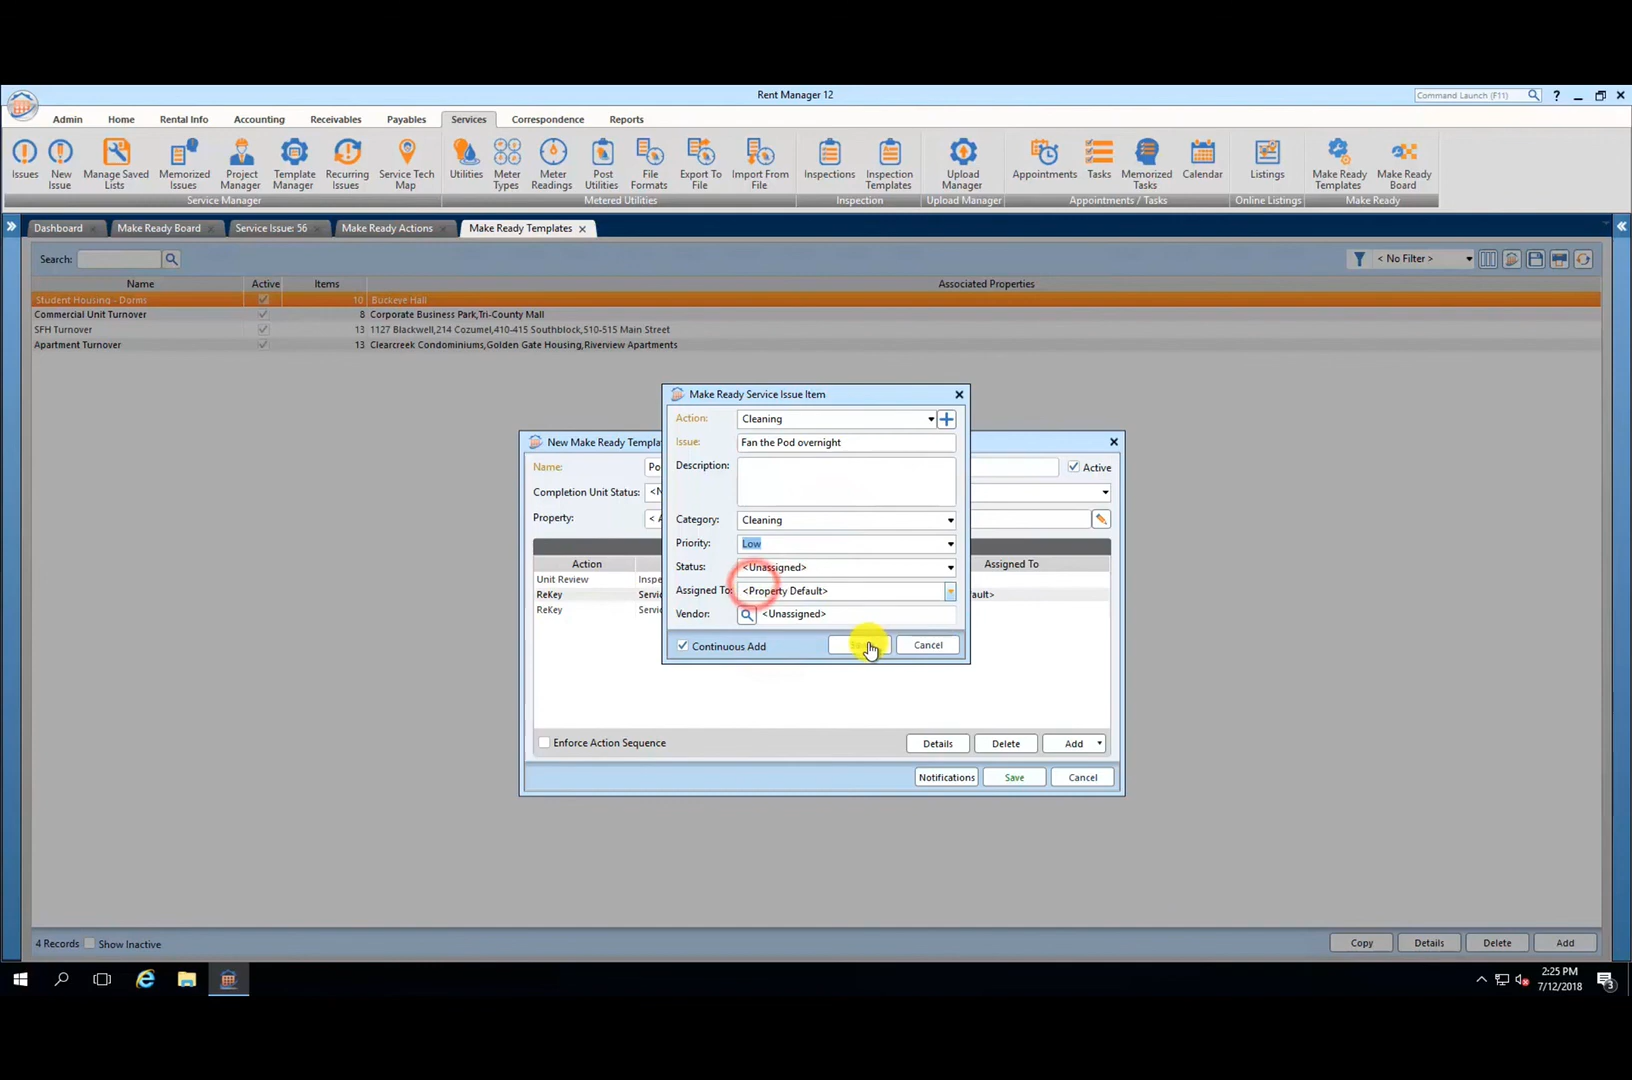 Rent Manager 12
Command Launch (F11)
?
Admin
Home
Rental Info
Accounting
Receivables
Payables
Services
Correspondence
Reports
Issues
New Issue
Manage Saved Lists
Memorized Issues
Project Manager
Template Manager
Recurring Issues
Service Tech Map
Utilities
Meter Types
Meter Readings
Post Utilities
File Formats
Export To File
Import From File
Inspections
Inspection Templates
Upload Manager
Appointments
Tasks
Memorized Tasks
Calendar
Listings
Make Ready Templates
Make Ready Board
Service Manager
Metered Utilities
Inspection
Upload Manager
Appointments / Tasks
Online Listings
Make Ready
Dashboard
Make Ready Board
Service Issue: 56
Make Ready Actions
Make Ready Templates
Search:
< No Filter >
Name Active Items Associated Properties
Student Housing - Dorms 10 Buckeye Hall
Commercial Unit Turnover 8 Corporate Business Park,Tri-County Mall
SFH Turnover 13 1127 Blackwell,214 Cozumel,410-415 Southblock,510-515 Main Street
Apartment Turnover 13 Clearcreek Condominiums,Golden Gate Housing,Riverview Apartments
Make Ready Service Issue Item
Action: Cleaning
Issue: Fan the Pod overnight
Description:
Category: Cleaning
Priority: Low
Status: <Unassigned>
Assigned To: <Property Default>
Vendor: <Unassigned>
Continuous Add
Cancel
New Make Ready Templa
Name: Po
Active
Completion Unit Status: <N
Property: < A
Action
Assigned To
Unit Review Inspe
ReKey Servic
efault>
ReKey Servic
Enforce Action Sequence
Details
Delete
Add
Notifications
Save
Cancel
4 Records
Show Inactive
Copy
Details
Delete
Add
2:25 PM
7/12/2018
3